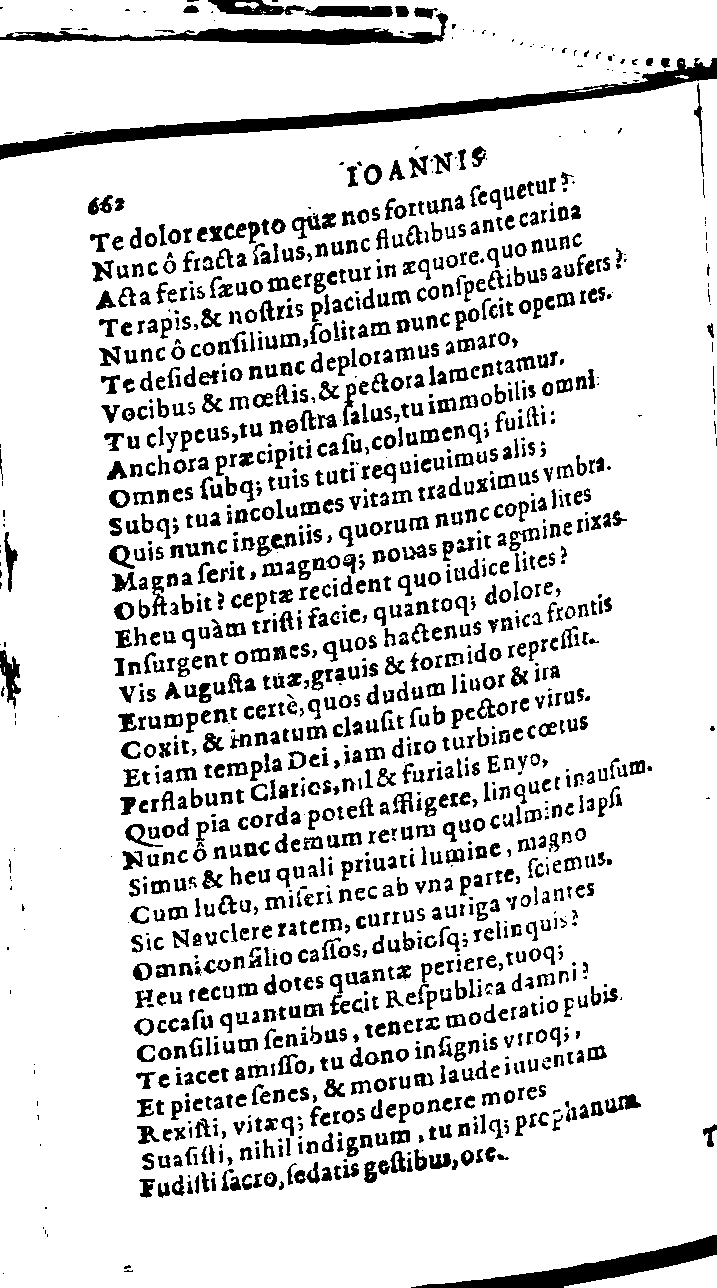 662 IOANNIS
Te dolor excepto quæ nos fortuna ſequetur?
Nunc ô fracta ſalus, nunc fluctibus ante carina
Acta feris ſæuo mergetur in æquore. quo nunc
Te rapis, & noſtris placidum conſpectibus aufers?
Nunc ô conſilium, ſolitam nunc poſcit opem res.
Te deſiderio nunc deploramus amaro,
Vocibus & mœſtis, & pectora lamentamur.
Tu clypeus, tu noſtra ſalus, tu immobilis omni
Anchora præcipiti caſu, columenq; fuiſti:
Omnes ſubq; tuis tuti requieuimus alis;
Subq; tua incolumes vitam traduximus vmbra.
Quis nunc ingeniis, quorum nunc copia lites
Magna ſerit, magnoq; nouas parit agmine rixas
Obſtabit? ceptæ recident quo iudice lites?
Eheu quàm triſti facie, quantoq; dolore,
Inſurgent omnes, quos hactenus vnica frontis
Vis Auguſta tuæ, grauis & formido repreſſit.
Erumpent certè, quos dudum liuor & ira
Coxit, & innatum clauſit ſub pectore virus.
Et iam templa Dei, iam diro turbine cœtus
Perflabunt Clarios, nil & furialis Enyo,
Quod pia corda poteſt affligere, linquet inauſum.
Nunc ô nunc demum rerum quo culmine lapſi
Simus & heu quali priuati lumine, magno
Cum luctu, miſeri nec ab vna parte, ſciemus.
Sic Nauclere ratem, currus auriga volantes
Omni conſilio caſſos, dubioſq; relinquis?
Heu tecum dotes quantæ periere, tuoq;
Occaſu quantum fecit Reſpublica damni?
Conſilium ſenibus, teneræ moderatio pubis
Te iacet amiſſo, tu dono inſignis vtroq;,
Et pietate ſenes, & morum laude iuuentam
Rexiſti, vitæq; feros deponere mores
Suaſiſti, nihil indignum, tu nilq; prophanum
Fudiſti ſacro, ſedatis geſtibus, ore.